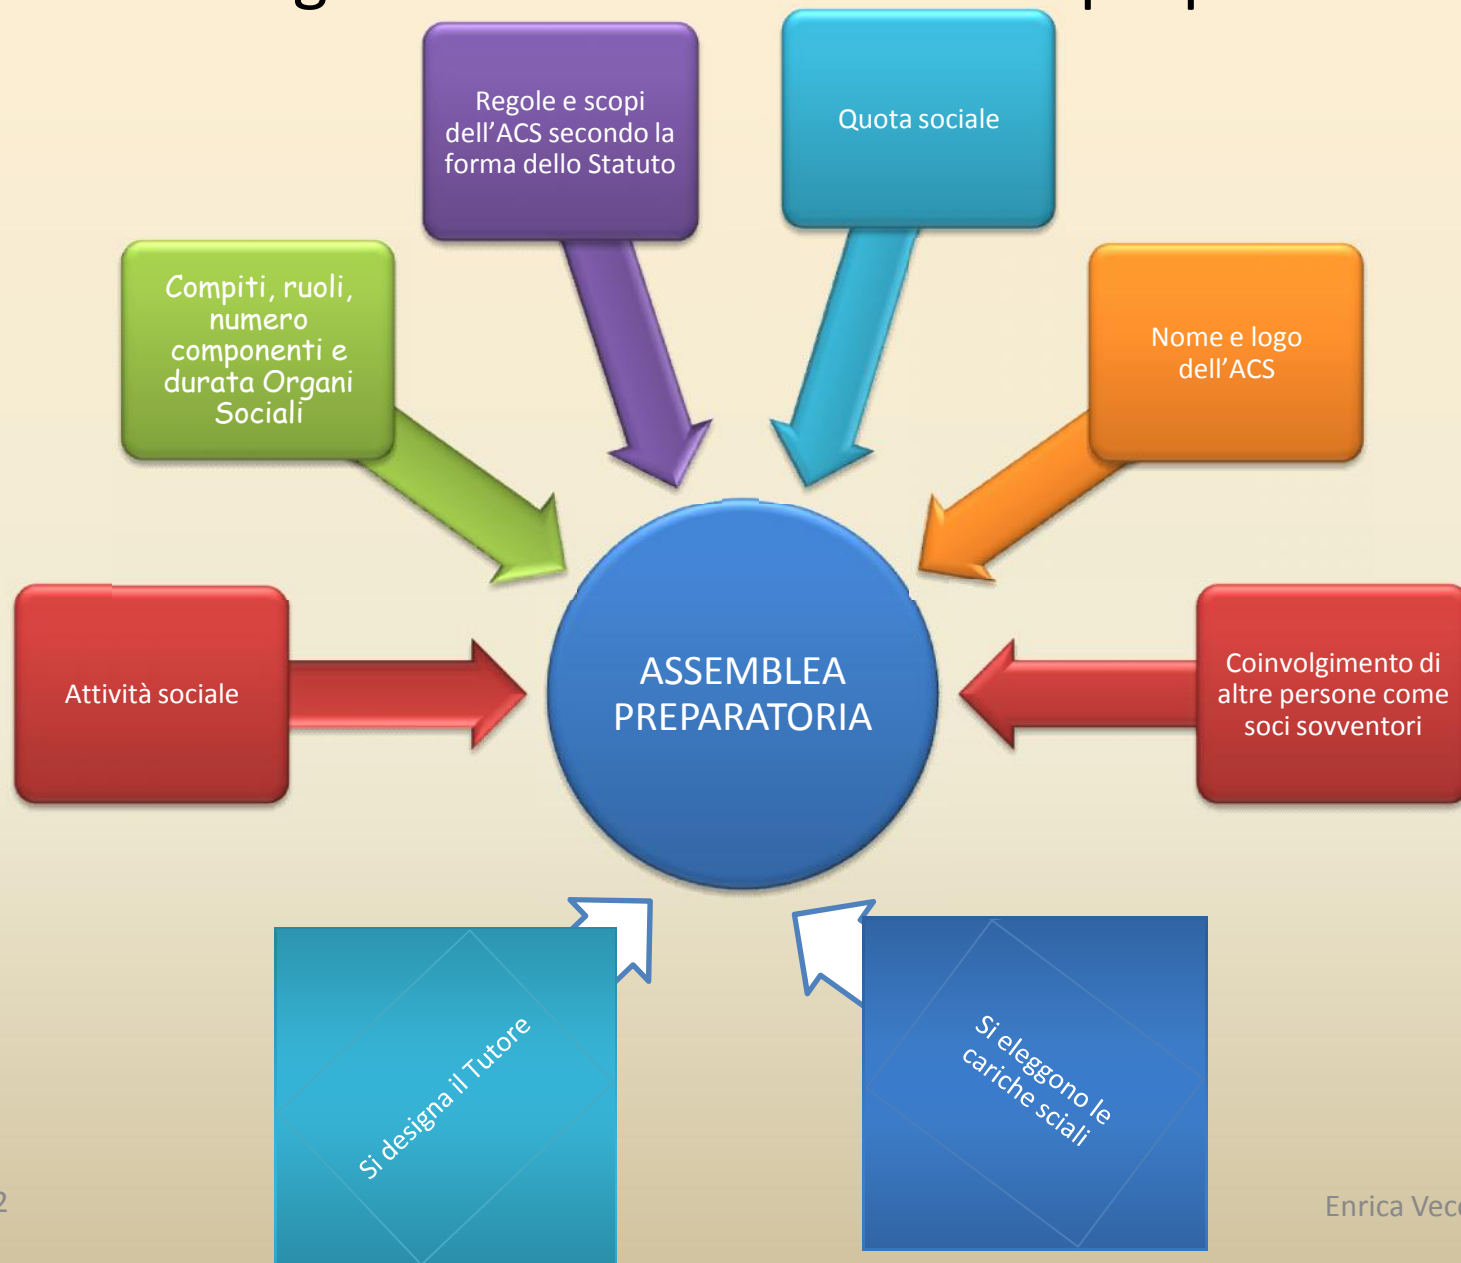 Regole e scopi
dell'ACS secondo la
forma dello Statuto
Quota sociale
Compiti, ruoli,
numero
componenti e
durata Organi
Sociali
Nome e logo
dell'ACS
Attività sociale
ASSEMBLEA
PREPARATORIA
Coinvolgimento di
altre persone come
soci sovventori
Si designa il Tutore
Si eleggono le
cariche sciali
2
Enrica